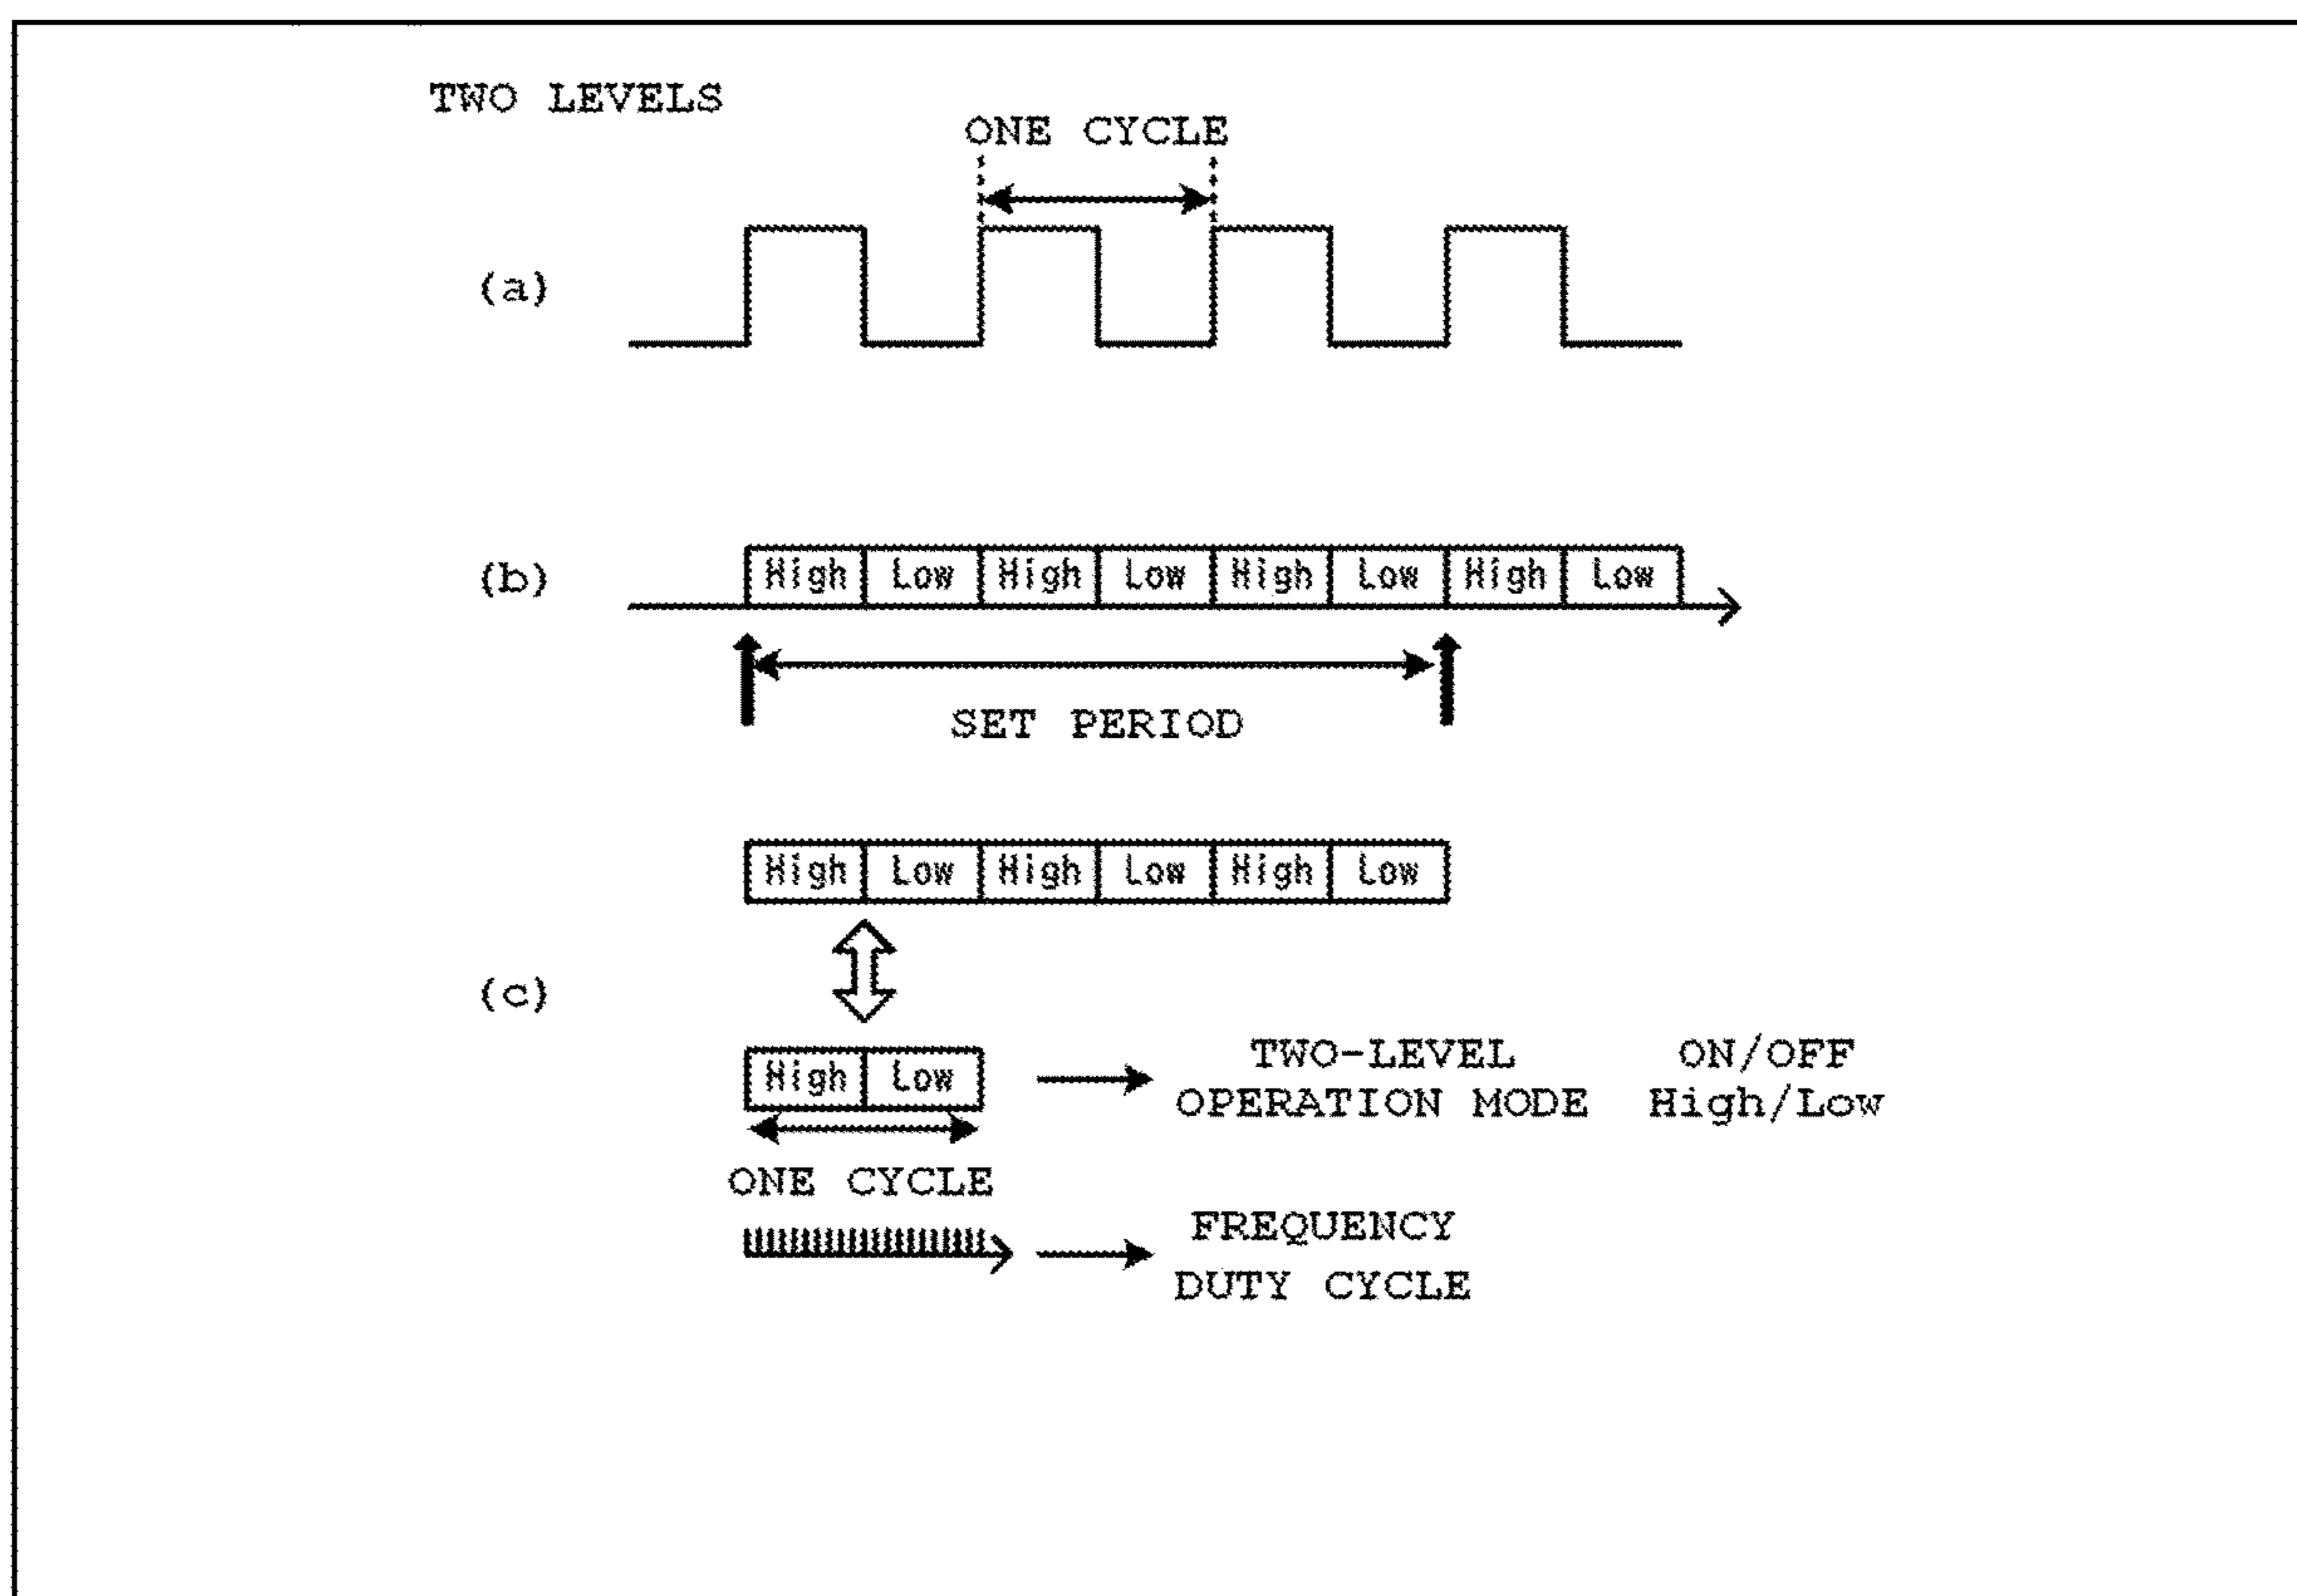 TWO LEVELS
ONE CYCLE
(a)
(b)
High Low High Low High Low High Low
SET PERIOD
High Low High Low High Low
(c)
High Low
TWO-LEVEL ON/OFF
OPERATION MODE High/Low
ONE CYCLE
FREQUENCY
DUTY CYCLE